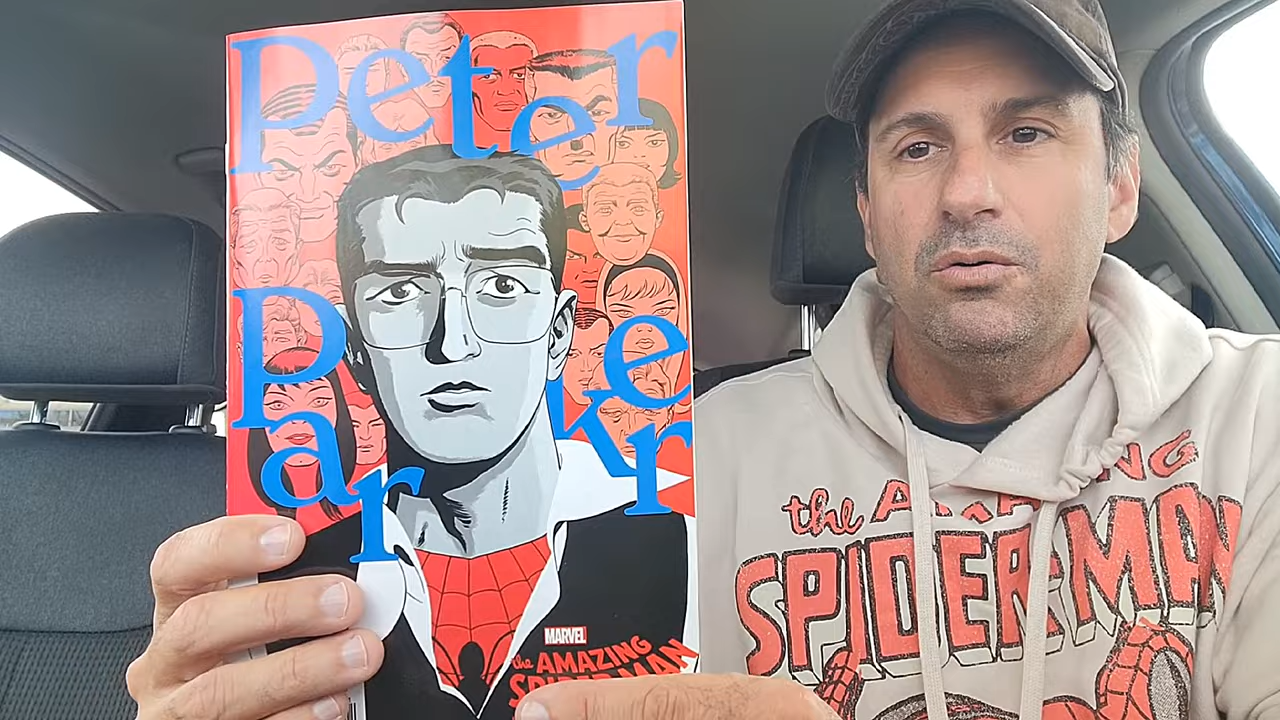 Peter
Parker
MARVEL
the AMAZING
SPIDER-MAN
the AMAZING
SPIDER-MAN